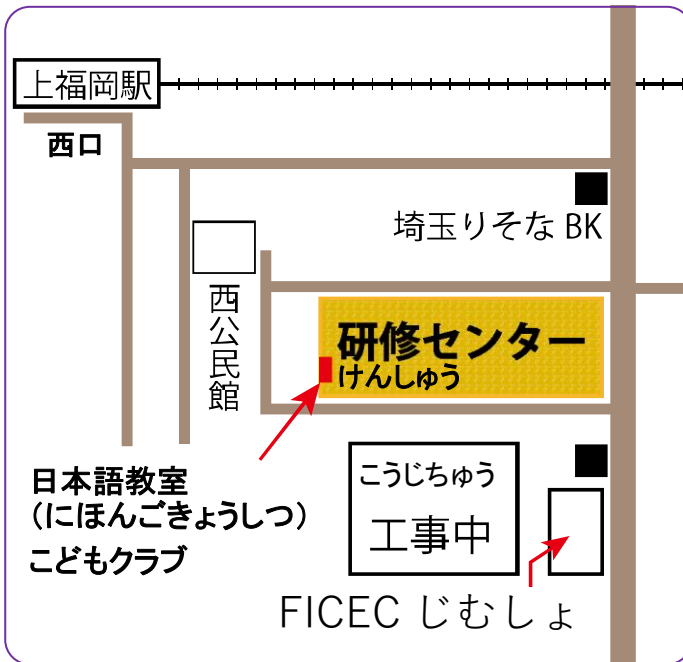 上福岡駅
西口
埼玉りそな BK
西公民館
研修センター
けんしゅう
日本語教室
（にほんごきょうしつ）
こどもクラブ
こうじちゅう
工事中
FICEC じむしょ